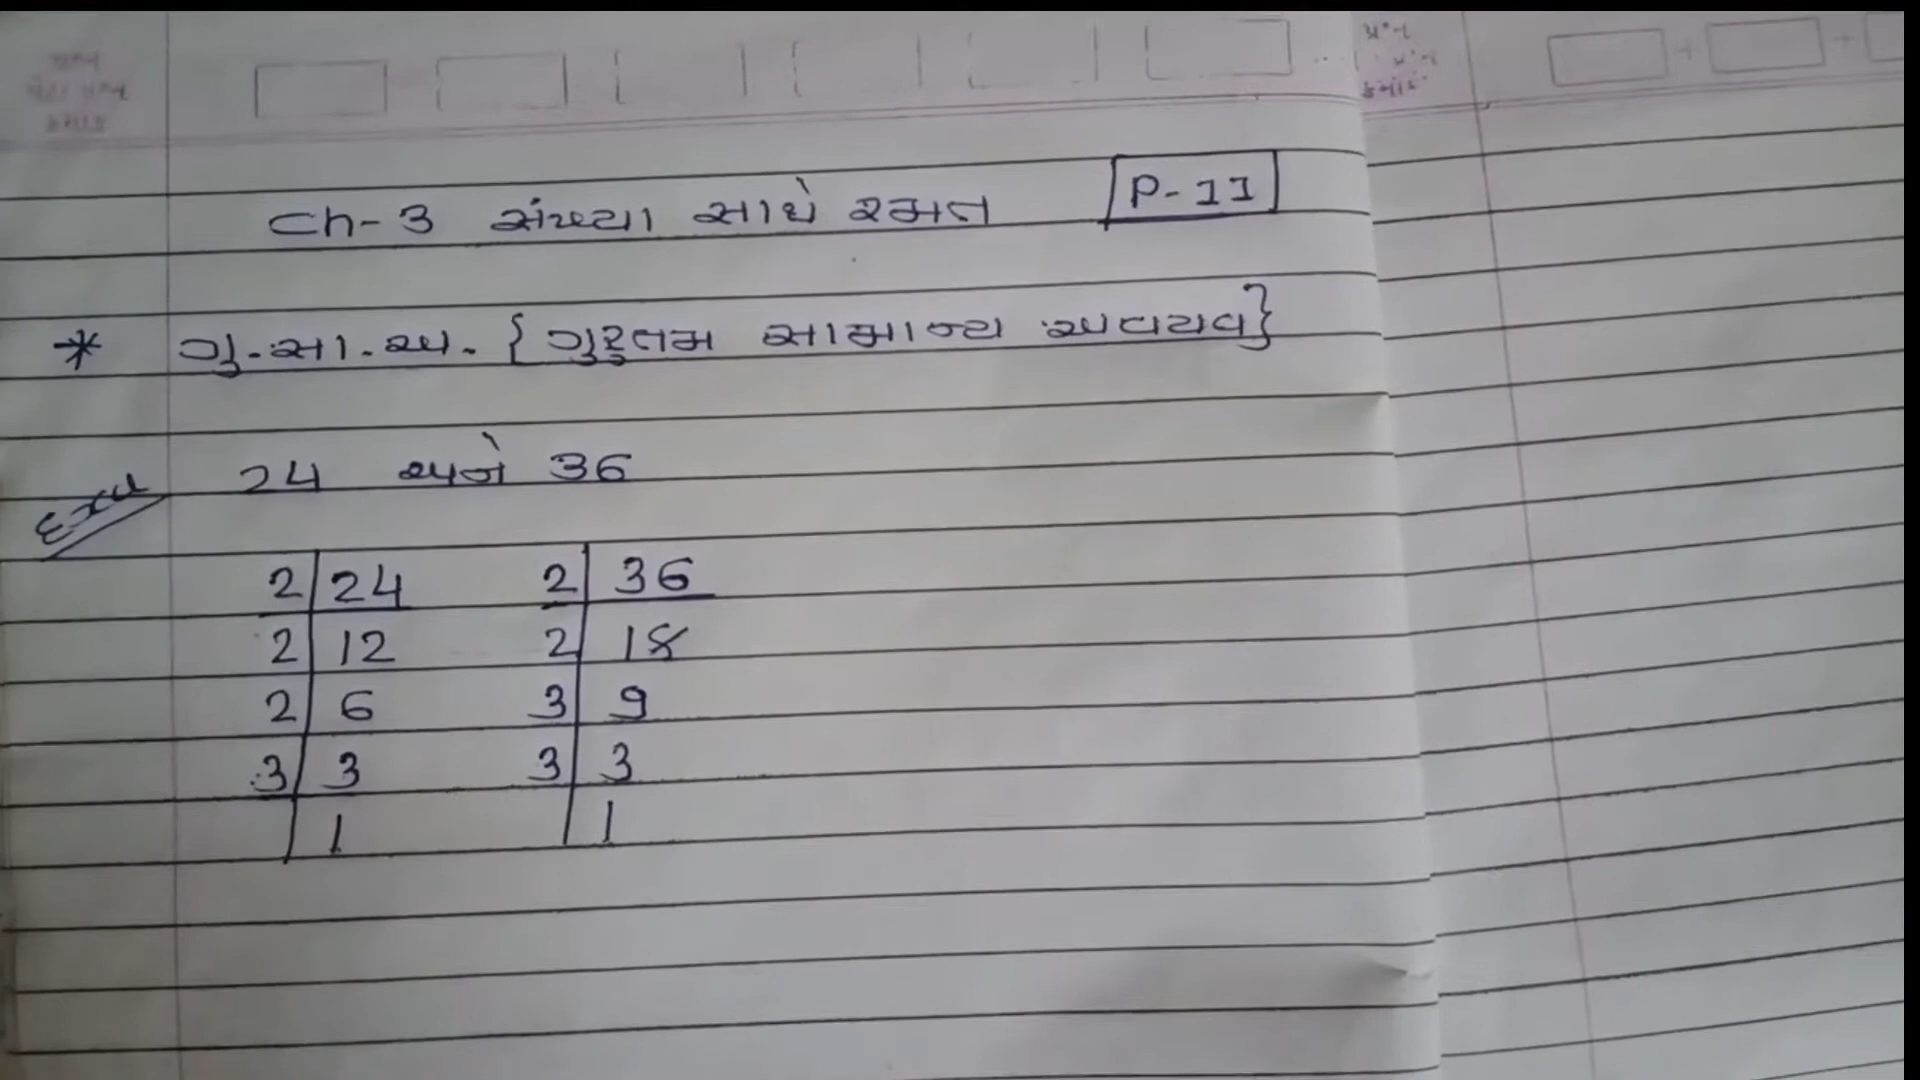 Ch-3 સંખ્યા સાથે રમત P-11
* ગુ.સા.અ. {ગુરુતમ સામાન્ય અવયવ}
24 અને 36
2 24 2 36
2 12 2 18
2 6 3 9
3 3 3 3
1 1